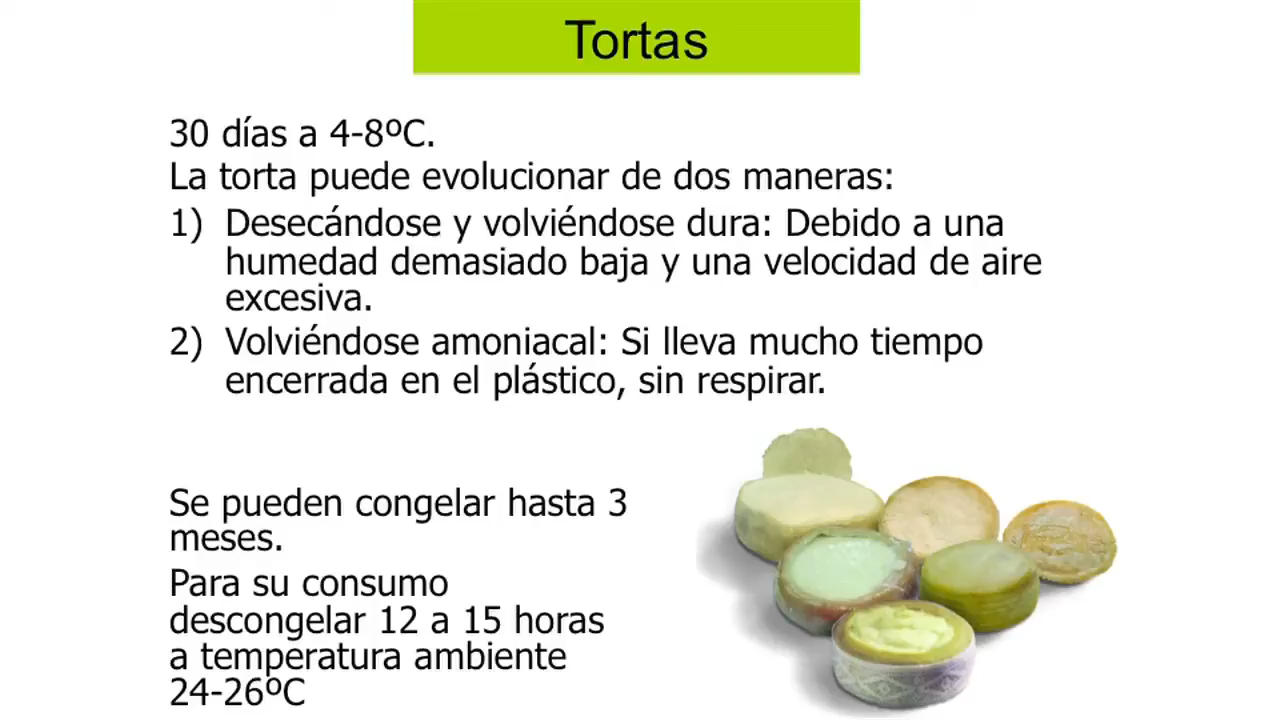 Tortas
30 días a 4-8ºC.
La torta puede evolucionar de dos maneras:
1) Desecándose y volviéndose dura: Debido a una
humedad demasiado baja y una velocidad de aire
excesiva.
2) Volviéndose amoniacal: Si lleva mucho tiempo
encerrada en el plástico, sin respirar.
Se pueden congelar hasta 3
meses.
Para su consumo
descongelar 12 a 15 horas
a temperatura ambiente
24-26ºC